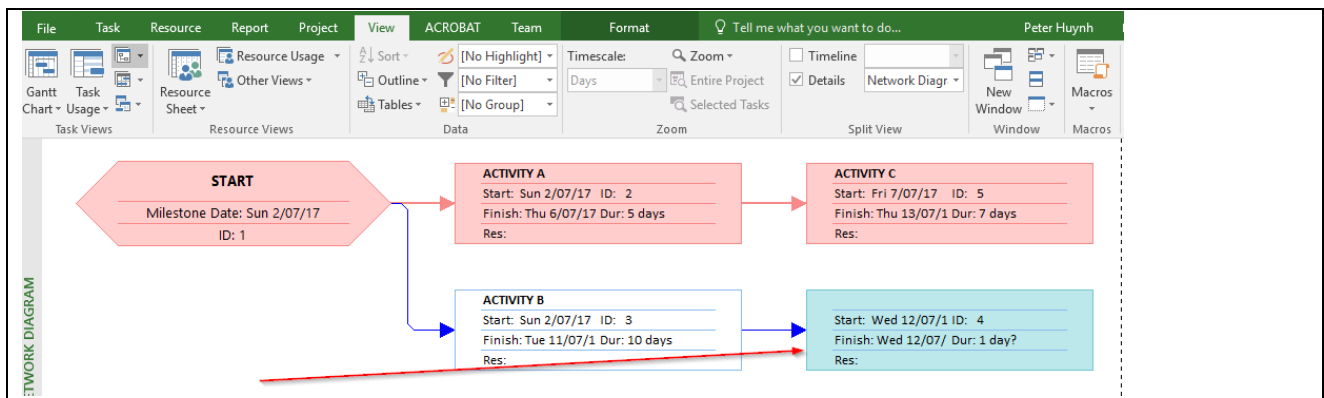 File Task Resource Report Project View ACROBAT Team Format Tell me what you want to do... Peter Huynh
Resource Usage Sort [No Highlight] Timescale: Zoom Timeline
Other Views Outline [No Filter] Days Entire Project Details Network Diagr
Gantt Chart Task Usage Resource Sheet Tables [No Group] Selected Tasks New Window Macros
Task Views Resource Views Data Zoom Split View Window Macros
START
Milestone Date: Sun 2/07/17
ID: 1
ACTIVITY A
Start: Sun 2/07/17 ID: 2
Finish: Thu 6/07/17 Dur: 5 days
Res:
ACTIVITY C
Start: Fri 7/07/17 ID: 5
Finish: Thu 13/07/1 Dur: 7 days
Res:
ACTIVITY B
Start: Sun 2/07/17 ID: 3
Finish: Tue 11/07/1 Dur: 10 days
Res:
Start: Wed 12/07/1 ID: 4
Finish: Wed 12/07/ Dur: 1 day?
Res: